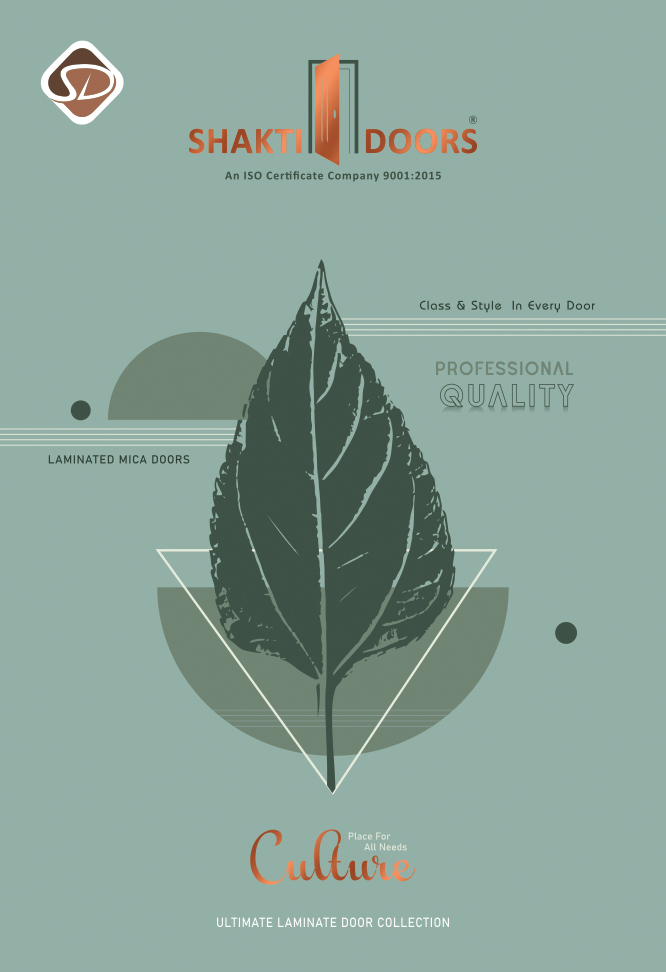 SD
SHAKTI DOORS®
An ISO Certificate Company 9001:2015
Class & Style In Every Door
PROFESSIONAL
QUALITY
LAMINATED MICA DOORS
Place For
All Needs
Culture
ULTIMATE LAMINATE DOOR COLLECTION